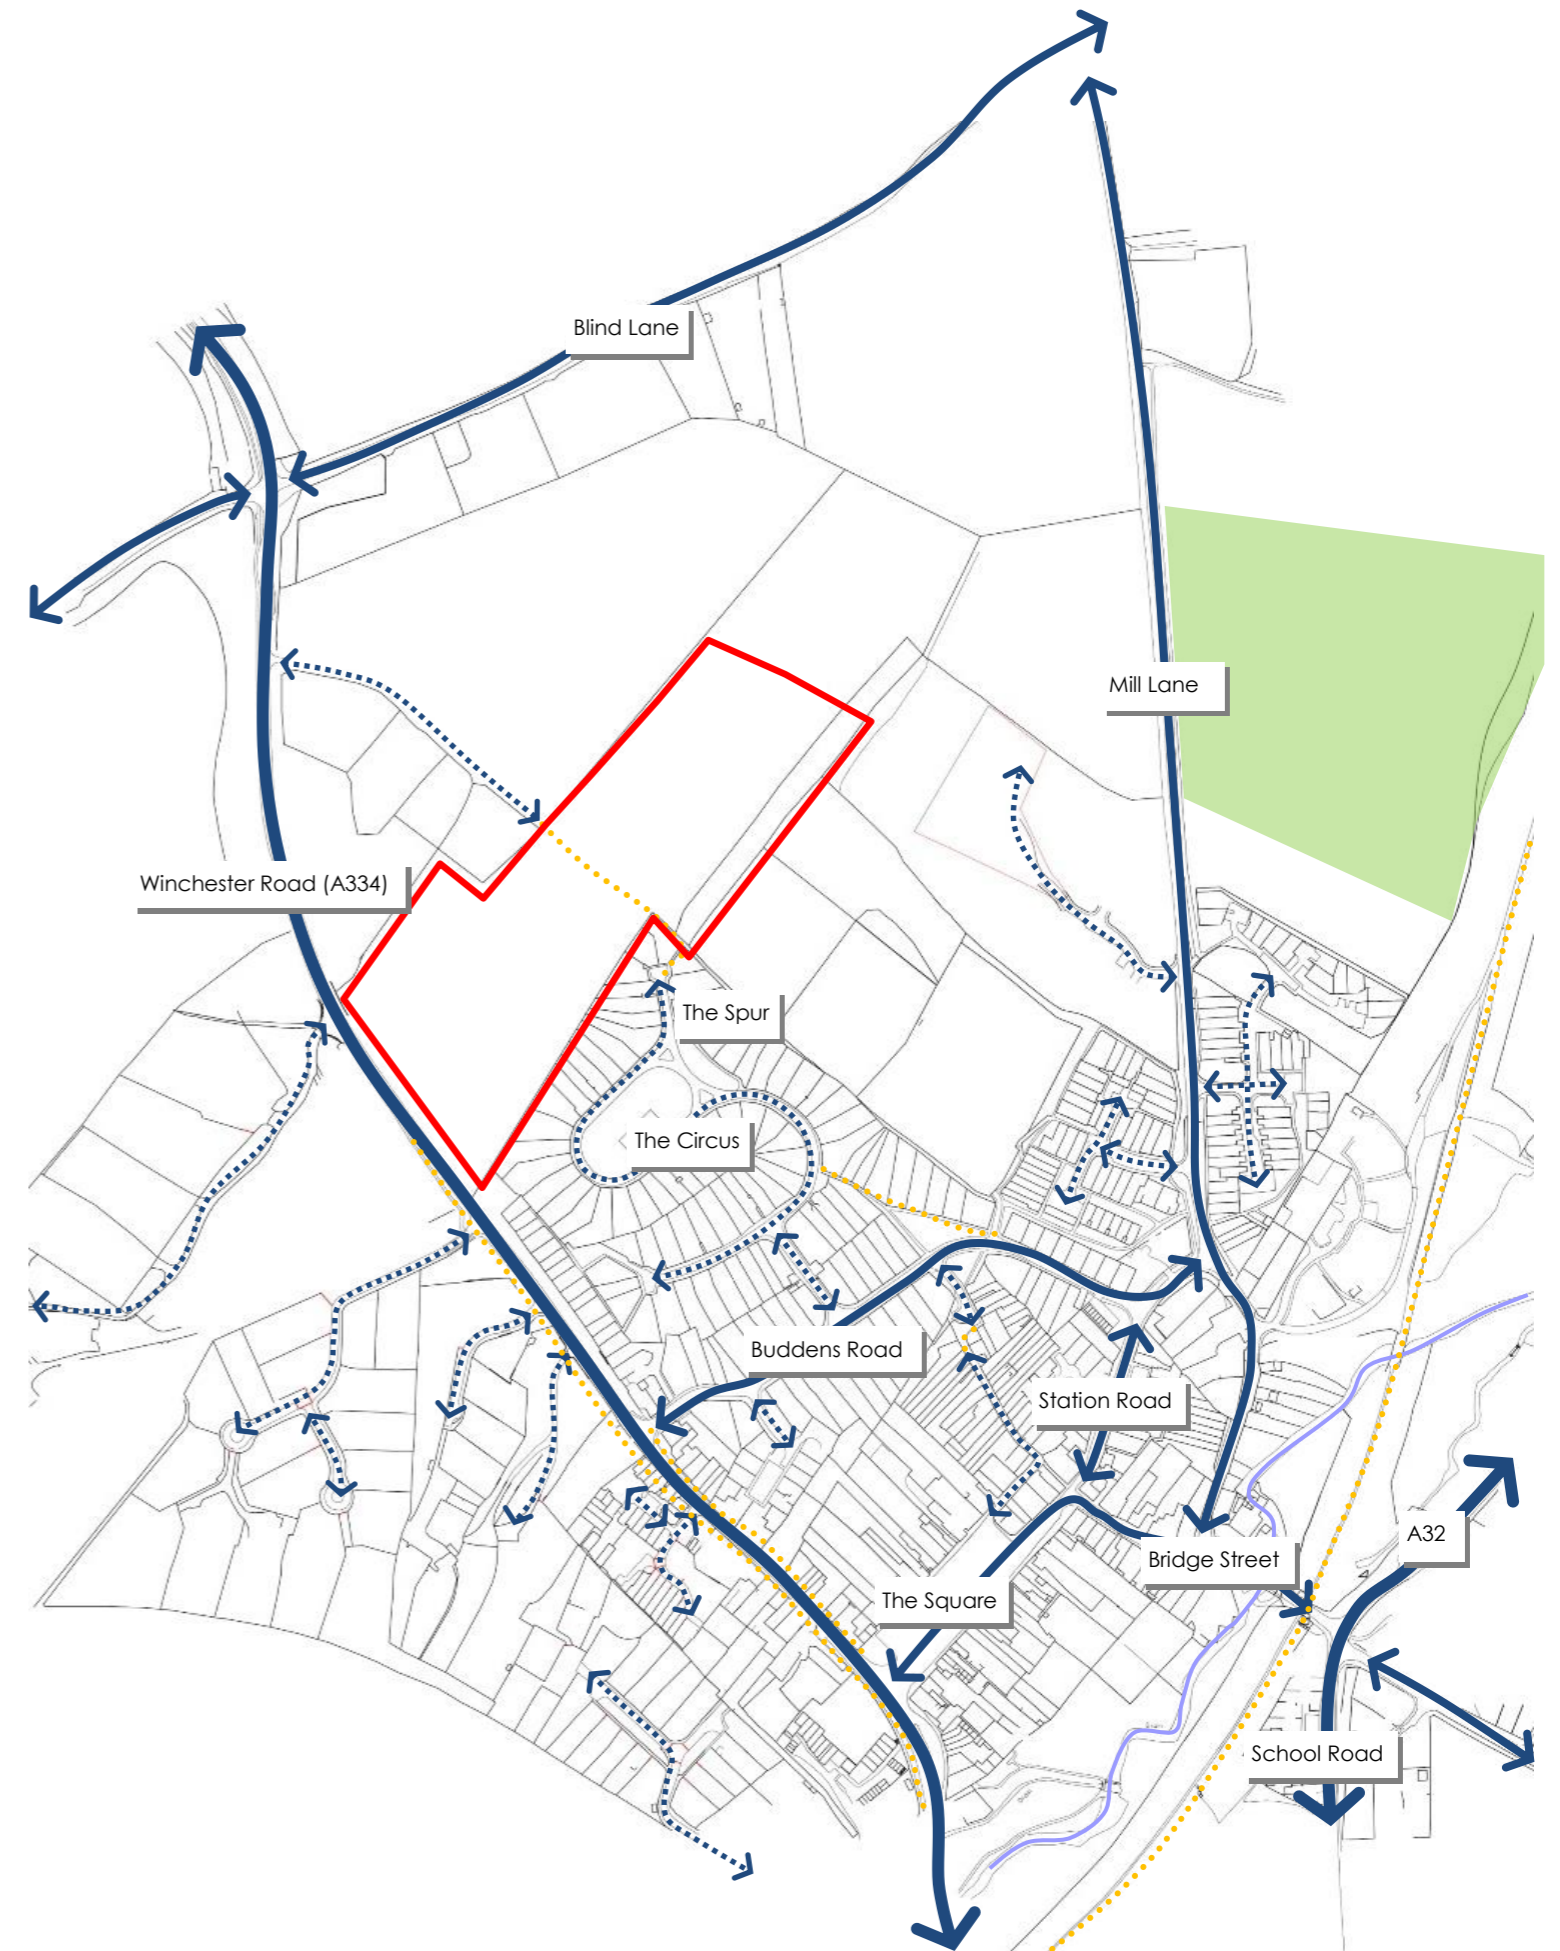 Blind Lane
Mill Lane
Winchester Road (A334)
The Spur
The Circus
Buddens Road
Station Road
A32
Bridge Street
The Square
School Road